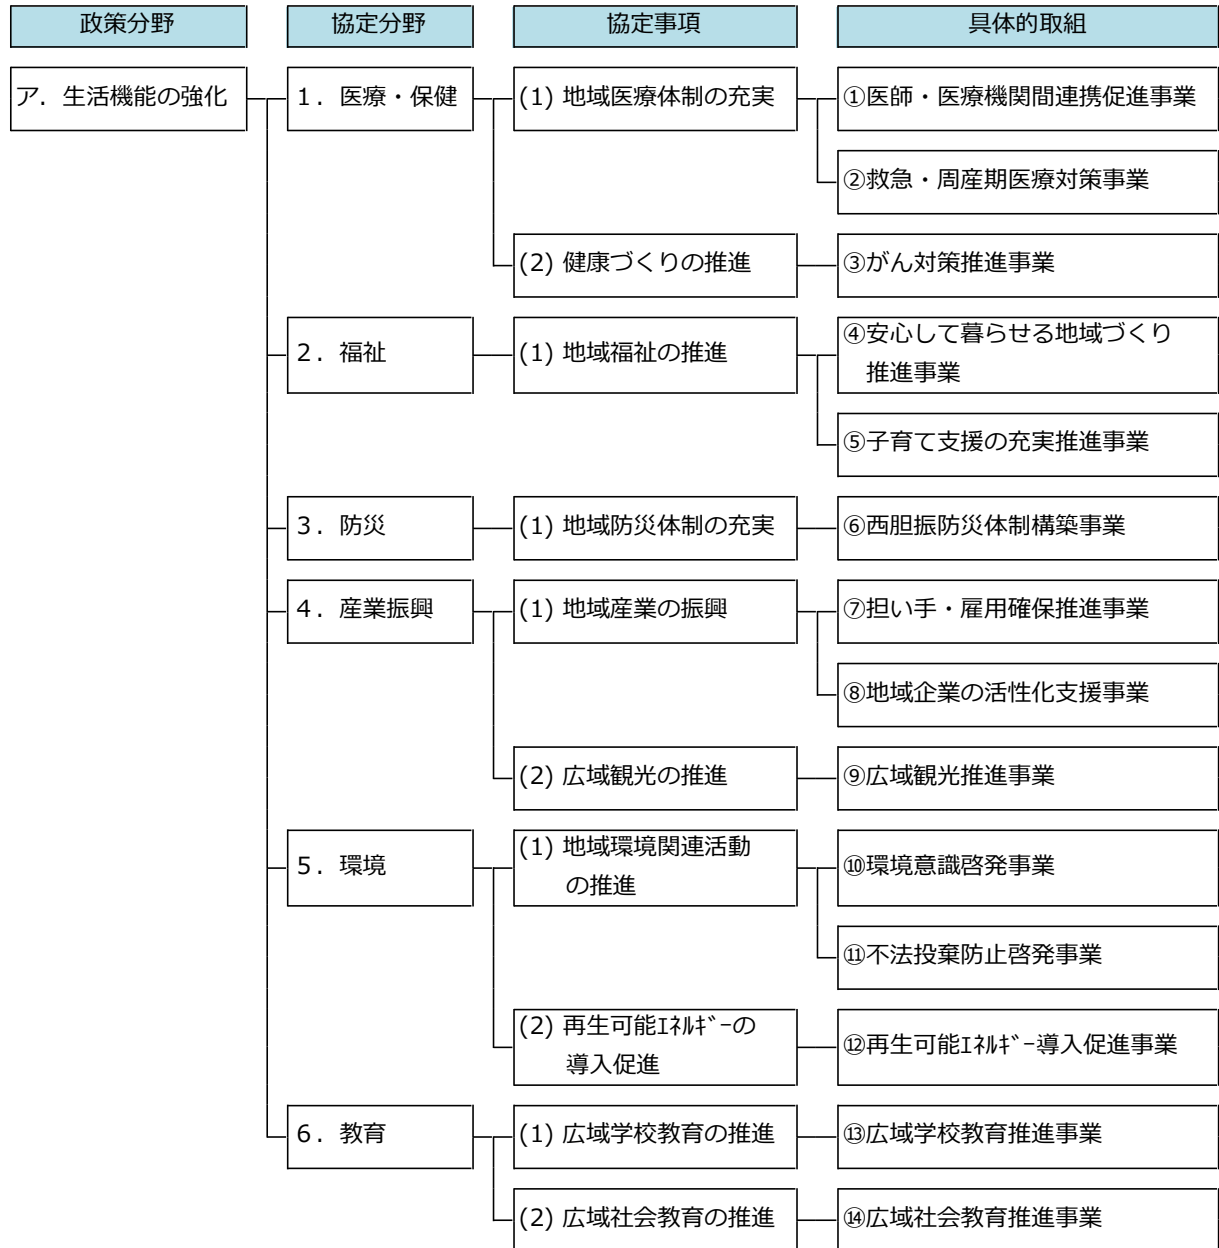 政策分野
協定分野
協定事項
具体的取組
ア．生活機能の強化
１．医療・保健
(1) 地域医療体制の充実
①医師・医療機関間連携促進事業
②救急・周産期医療対策事業
(2) 健康づくりの推進
③がん対策推進事業
２．福祉
(1) 地域福祉の推進
④安心して暮らせる地域づくり
推進事業
⑤子育て支援の充実推進事業
３．防災
(1) 地域防災体制の充実
⑥西胆振防災体制構築事業
４．産業振興
(1) 地域産業の振興
⑦担い手・雇用確保推進事業
⑧地域企業の活性化支援事業
(2) 広域観光の推進
⑨広域観光推進事業
５．環境
(1) 地域環境関連活動
の推進
⑩環境意識啓発事業
⑪不法投棄防止啓発事業
(2) 再生可能ｴﾈﾙｷﾞｰの
導入促進
⑫再生可能ｴﾈﾙｷﾞｰ導入促進事業
６．教育
(1) 広域学校教育の推進
⑬広域学校教育推進事業
(2) 広域社会教育の推進
⑭広域社会教育推進事業